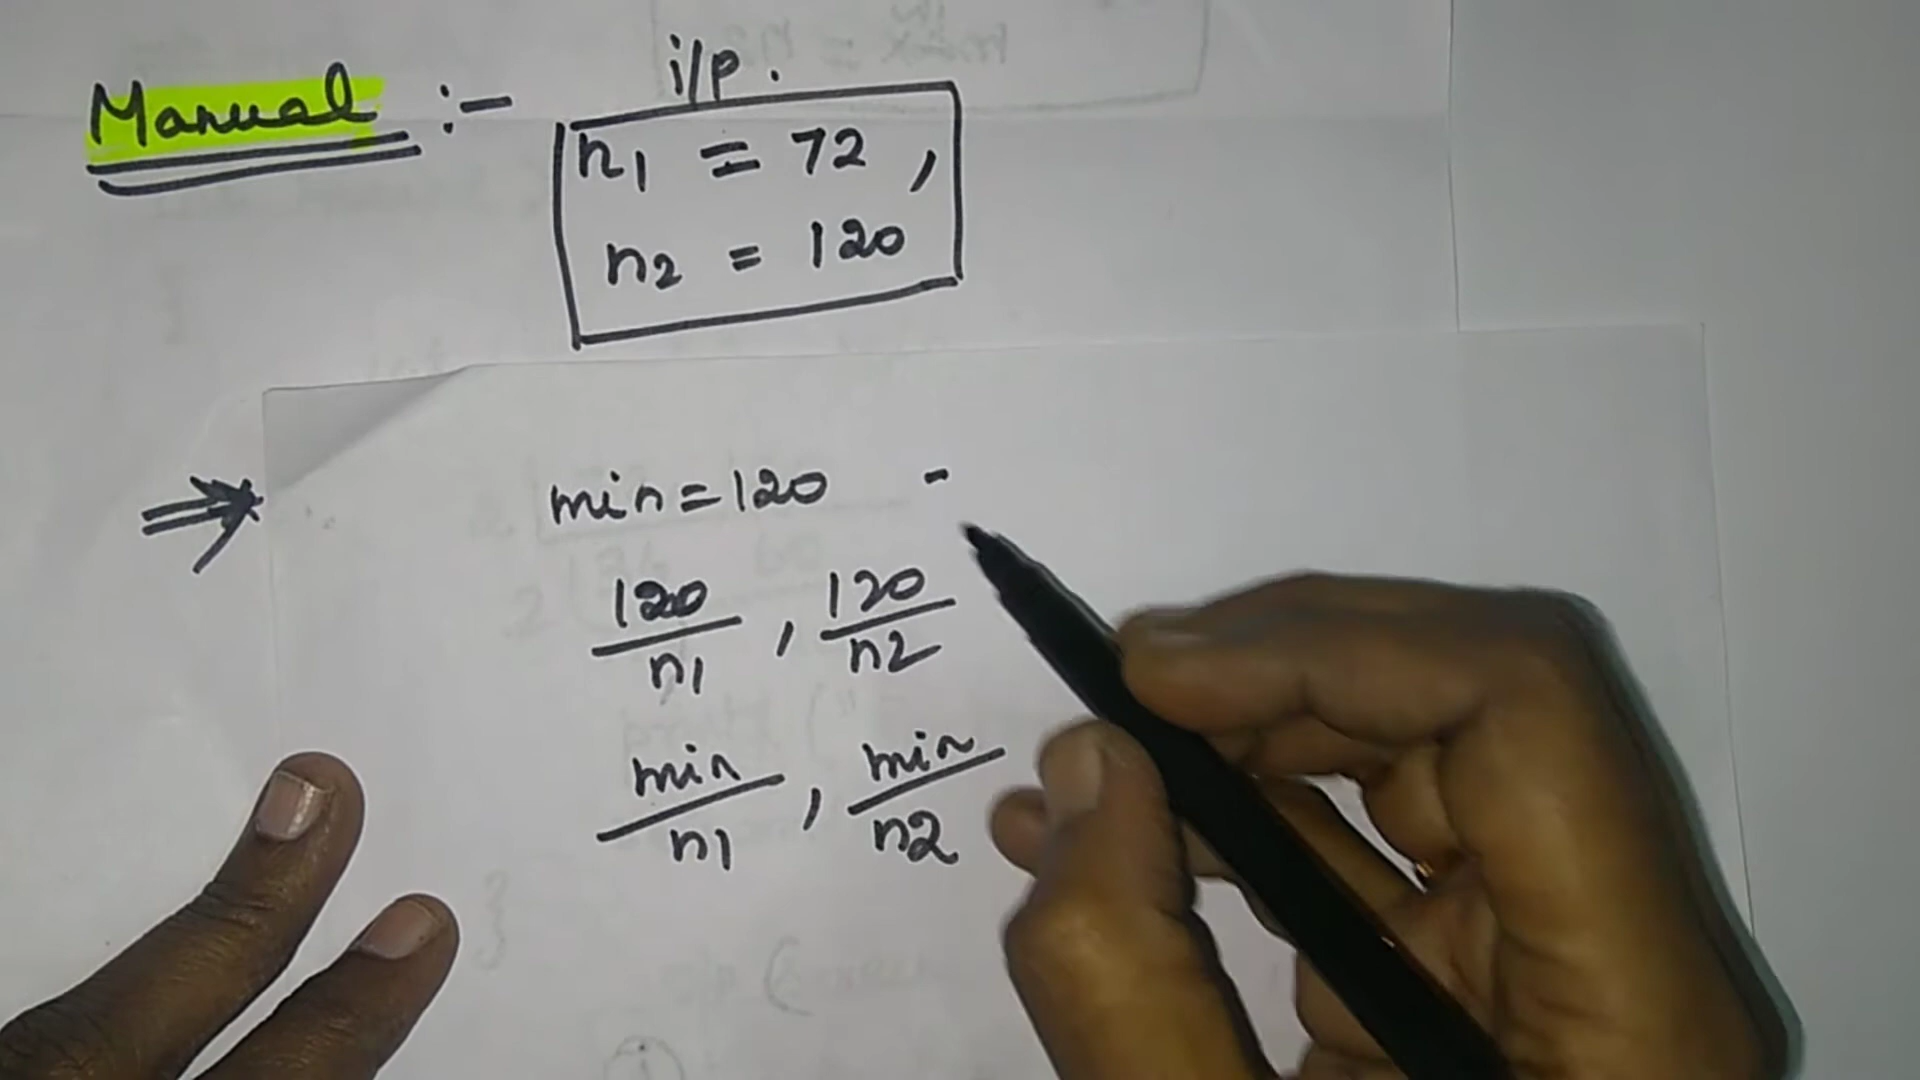 i/p.
Manual :-
n1 = 72 ,
n2 = 120
min = 120 -
120/n1 , 120/n2
min/n1 , min/n2